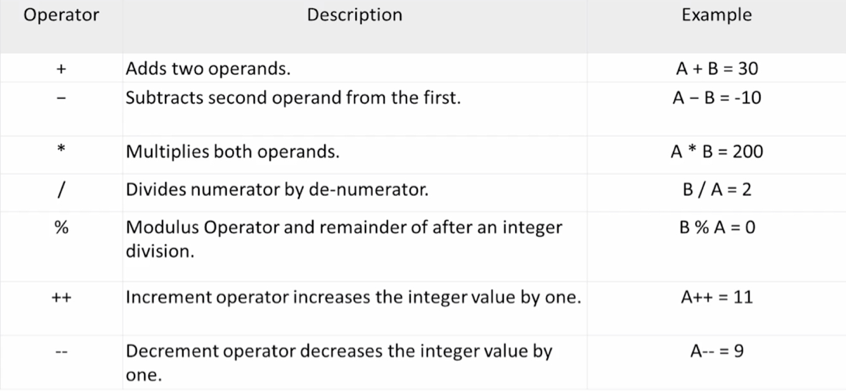 Operator Description Example
+ Adds two operands. A + B = 30
− Subtracts second operand from the first. A − B = -10
* Multiplies both operands. A * B = 200
/ Divides numerator by de-numerator. B / A = 2
% Modulus Operator and remainder of after an integer B % A = 0
division.
++ Increment operator increases the integer value by one. A++ = 11
-- Decrement operator decreases the integer value by A-- = 9
one.